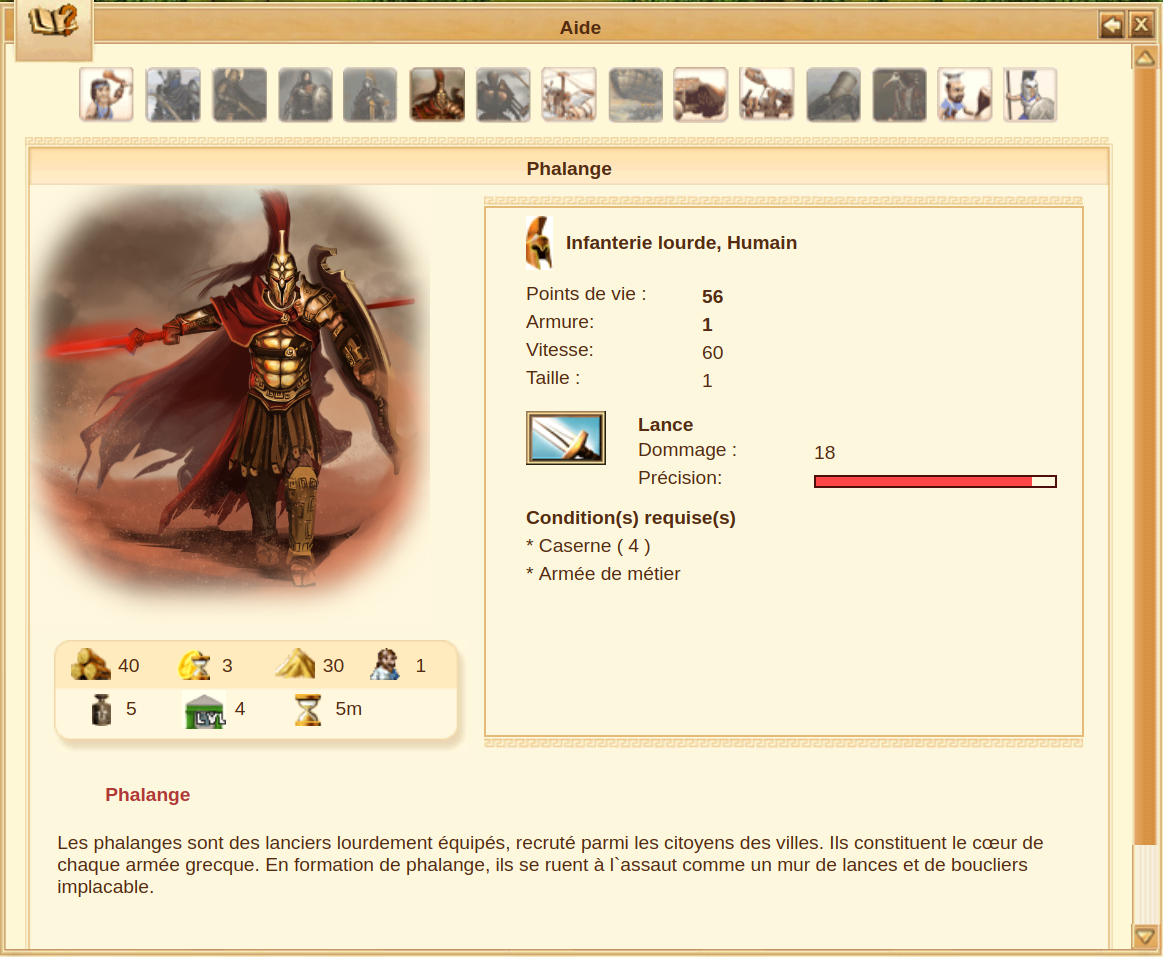 Aide
Phalange
Infanterie lourde, Humain
Points de vie : 56
Armure: 1
Vitesse: 60
Taille : 1
Lance
Dommage : 18
Précision:
Condition(s) requise(s)
* Caserne ( 4 )
* Armée de métier
40 3 30 1
5 LVL 4 5m
Phalange
Les phalanges sont des lanciers lourdement équipés, recruté parmi les citoyens des villes. Ils constituent le cœur de
chaque armée grecque. En formation de phalange, ils se ruent à l`assaut comme un mur de lances et de boucliers
implacable.